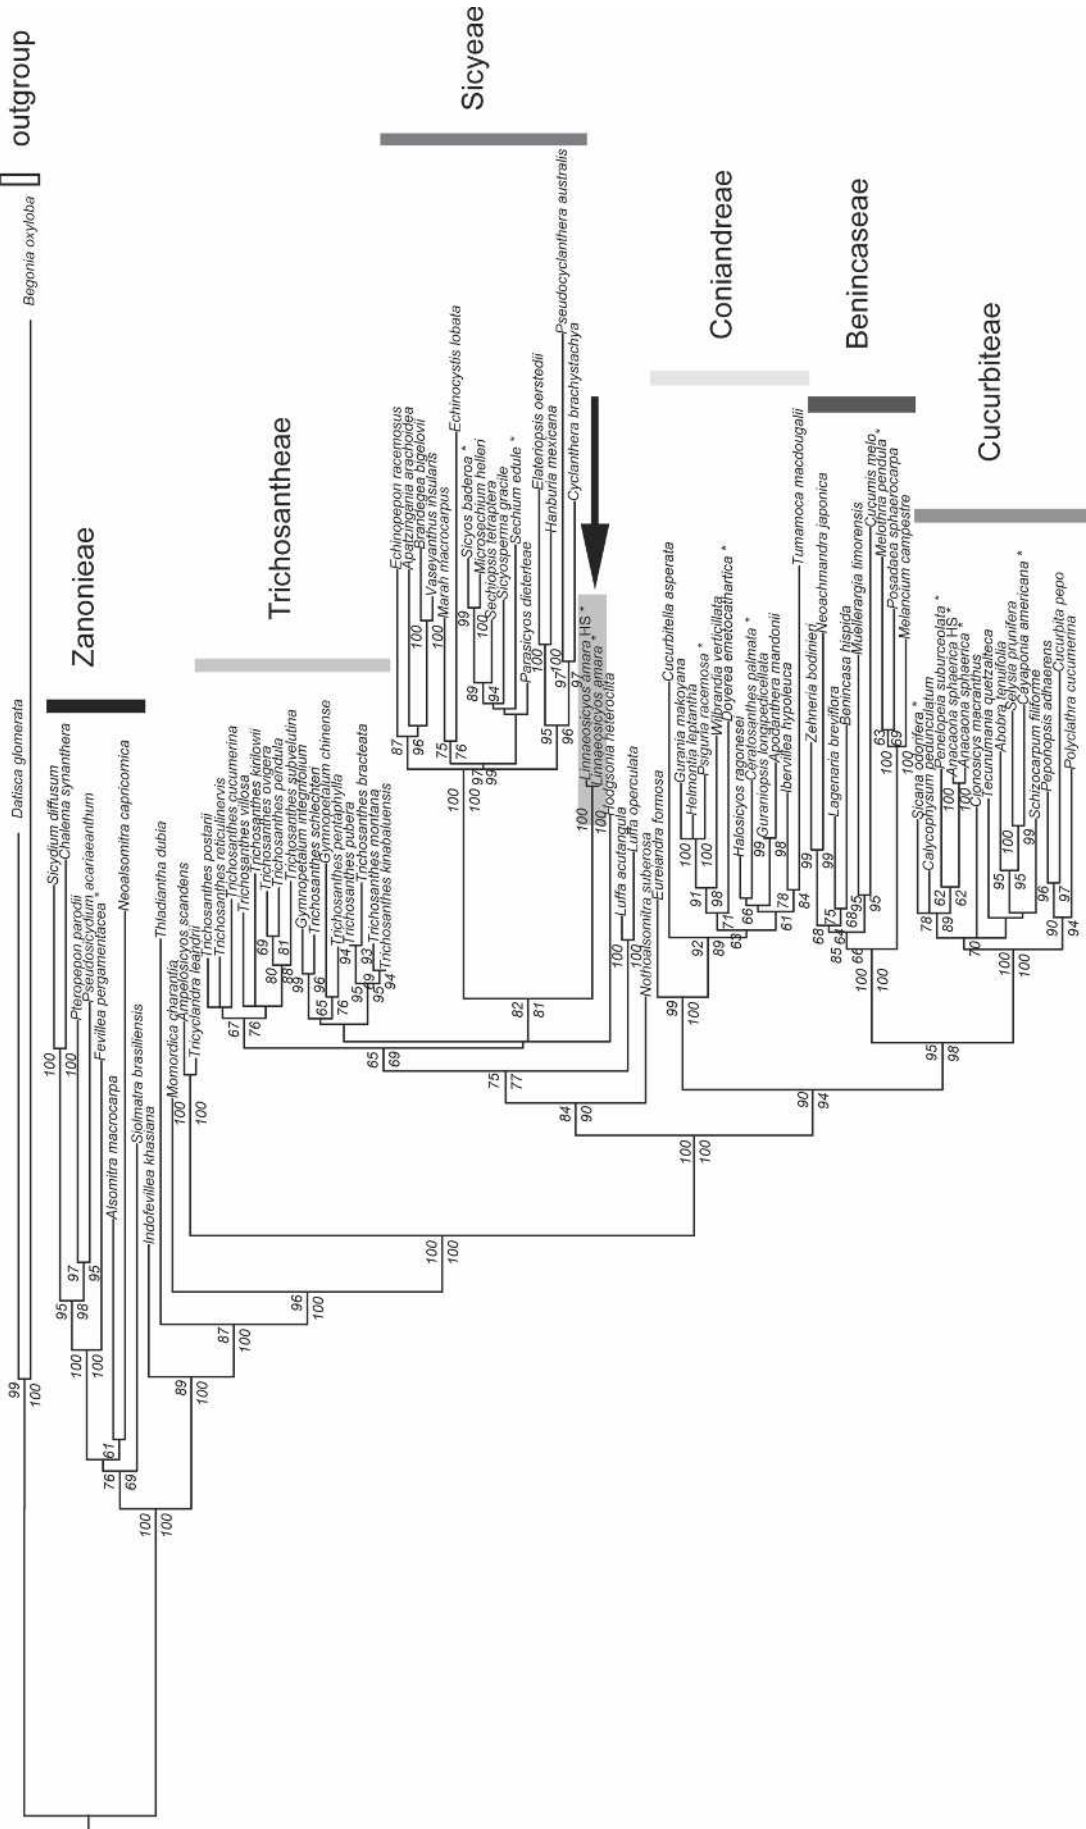 outgroup
Zanonieae
Trichosantheae
Sicyeae
Coniandreae
Benincaseae
Cucurbiteae
Datisca glomerata
Begonia oxyloba
Sicydium diffusum
Chalema synanthera
Pteropepon parodii
Pseudosicydium acariaeanthum
Fevillea pergamentacea*
Alsomitra macrocarpa
Neoalsomitra capricornica
Siolmatra brasiliensis
Indofevillea khasiana
Thladiantha dubia
Momordica charantia
Ampelosicyos scandens
Tricyclandra leandrii
Trichosanthes postarii
Trichosanthes reticulinervis
Trichosanthes cucumerina
Trichosanthes villosa
Trichosanthes kirilowii
Trichosanthes ovigera
Trichosanthes pendula
Trichosanthes subvelutina
Gymnopetalum integrifolium
Trichosanthes schlechteri
Gymnopetalum chinense
Trichosanthes pentaphylla
Trichosanthes pubera
Trichosanthes bracteata
Trichosanthes montana
Trichosanthes kinabaluensis
Echinopepon racemosus
Apatzingania arachoidea
Brandegea bigelovii
Vaseyanthus insularis
Marah macrocarpus
Echinocystis lobata
Sicyos baderoa *
Microsechium helleri
Sechiopsis tetraptera
Sicyosperma gracile
Sechium edule *
Parasicyos dieterleae
Elateriopsis oerstedii
Hanburia mexicana
Pseudocyclanthera australis
Cyclanthera brachystachya
Linnaeosicyos amara HS *
Linnaeosicyos amara *
Hodgsonia heteroclita
Luffa acutangula
Luffa operculata
Nothoalsomitra suberosa
Eureiandra formosa
Cucurbitella asperata
Gurania makoyana
Helmontia leptantha
Psiguria racemosa *
Wilbrandia verticillata
Doyerea emetocathartica *
Halosicyos ragonesei
Ceratosanthes palmata *
Guraniopsis longipedicellata
Apodanthera mandonii
Ibervillea hypoleuca
Tumamoca macdougalii
Zehneria bodinieri
Neoachmandra japonica
Lagenaria breviflora
Benincasa hispida
Muellerargia timorensis
Cucumis melo
Melothria pendula *
Posadaea sphaerocarpa
Melancium campestre
Sicana odorifera *
Calycophysum pedunculatum
Penelopeia suburceolata *
Anacaona sphaerica HS *
Anacaona sphaerica *
Cionosicys macranthus
Tecunumania quetzalteca
Abobra tenuifolia
Selysia prunifera
Cayaponia americana *
Schizocarpum filiforme
Peponopsis adhaerens
Cucurbita pepo
Polyclathra cucumerina